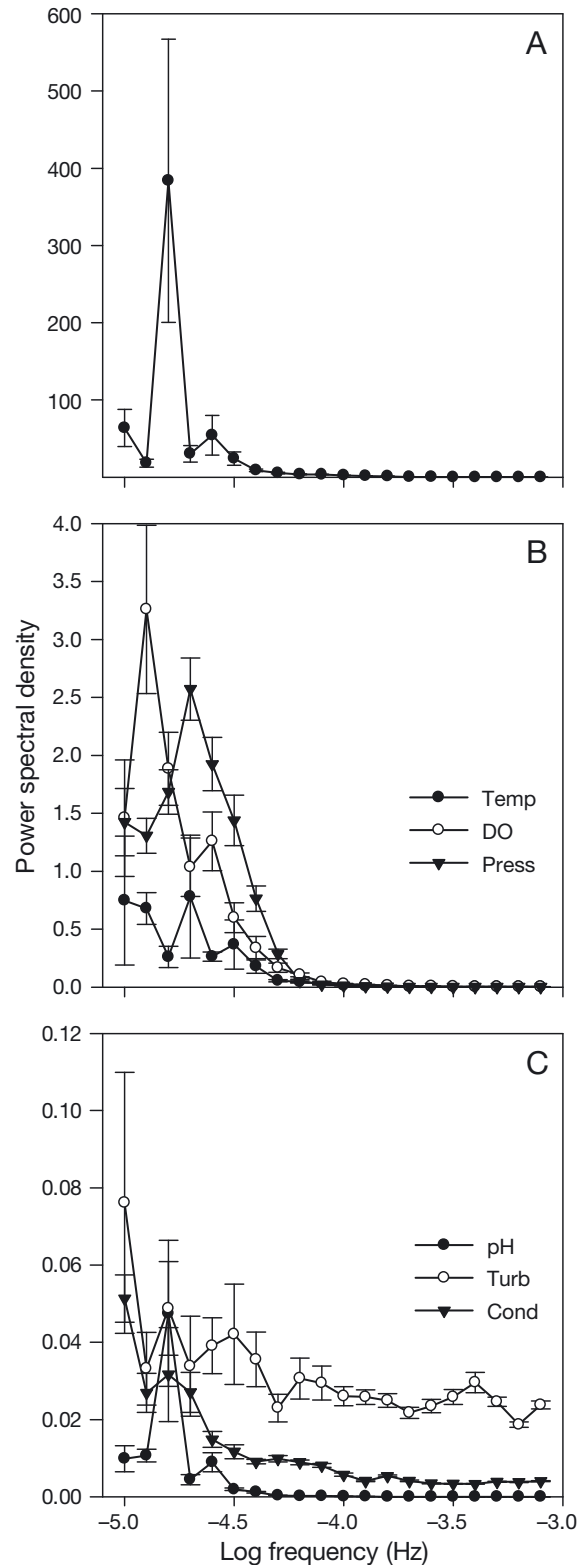 600
500
400
300
200
100
A
4.0
3.5
3.0
2.5
2.0
1.5
1.0
0.5
0.0
B
Temp
DO
Press
Power spectral density
0.12
0.10
0.08
0.06
0.04
0.02
0.00
C
pH
Turb
Cond
–5.0 –4.5 –4.0 –3.5 –3.0
Log frequency (Hz)